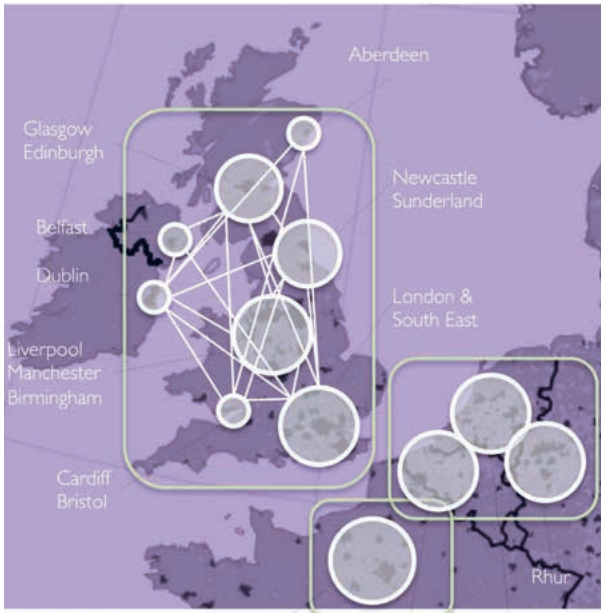 Aberdeen
Glasgow
Edinburgh
Newcastle
Sunderland
Belfast
Dublin
London &
South East
Liverpool
Manchester
Birmingham
Cardiff
Bristol
Rhur